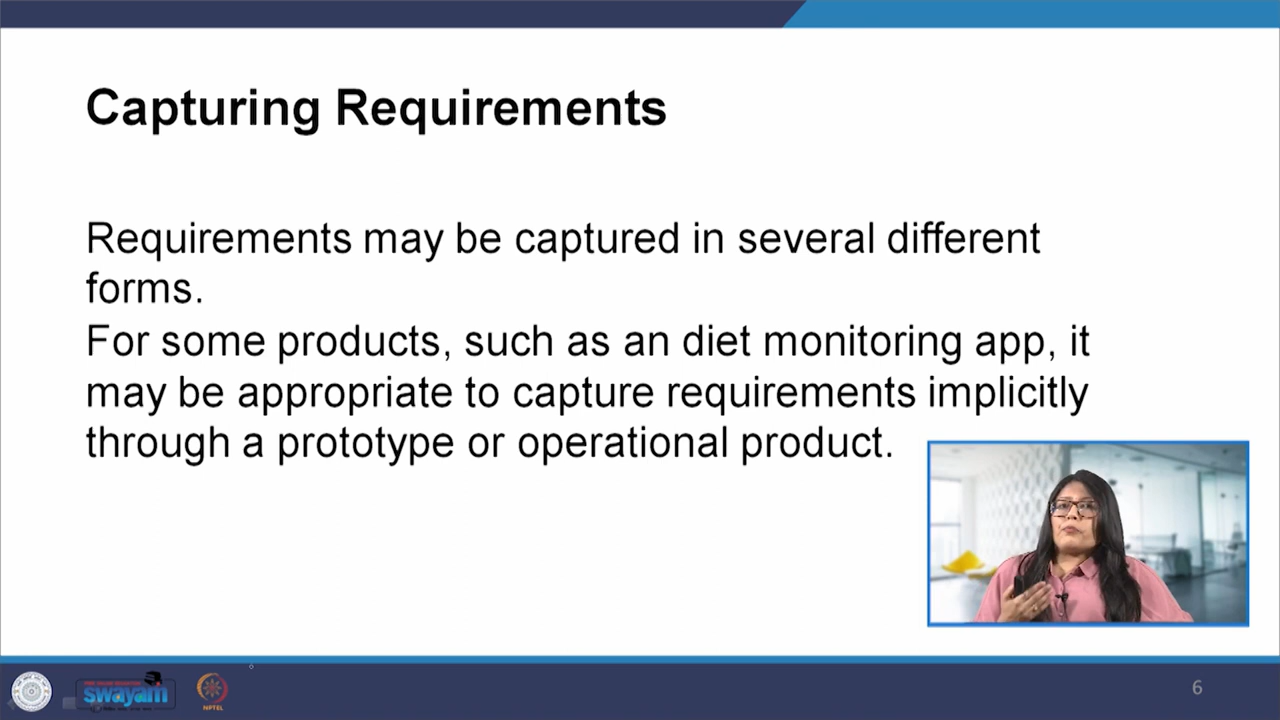 Capturing Requirements
Requirements may be captured in several different
forms.
For some products, such as an diet monitoring app, it
may be appropriate to capture requirements implicitly
through a prototype or operational product.
swayam
NPTEL
6